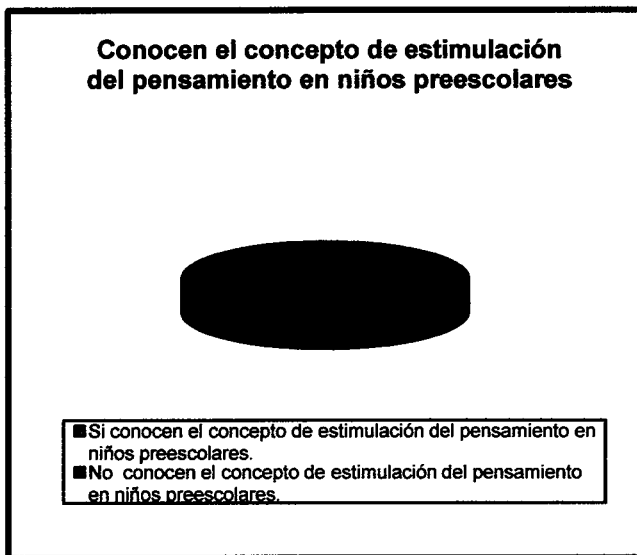 Conocen el concepto de estimulación
del pensamiento en niños preescolares
Si conocen el concepto de estimulación del pensamiento en
niños preescolares.
No conocen el concepto de estimulación del pensamiento
en niños preescolares.